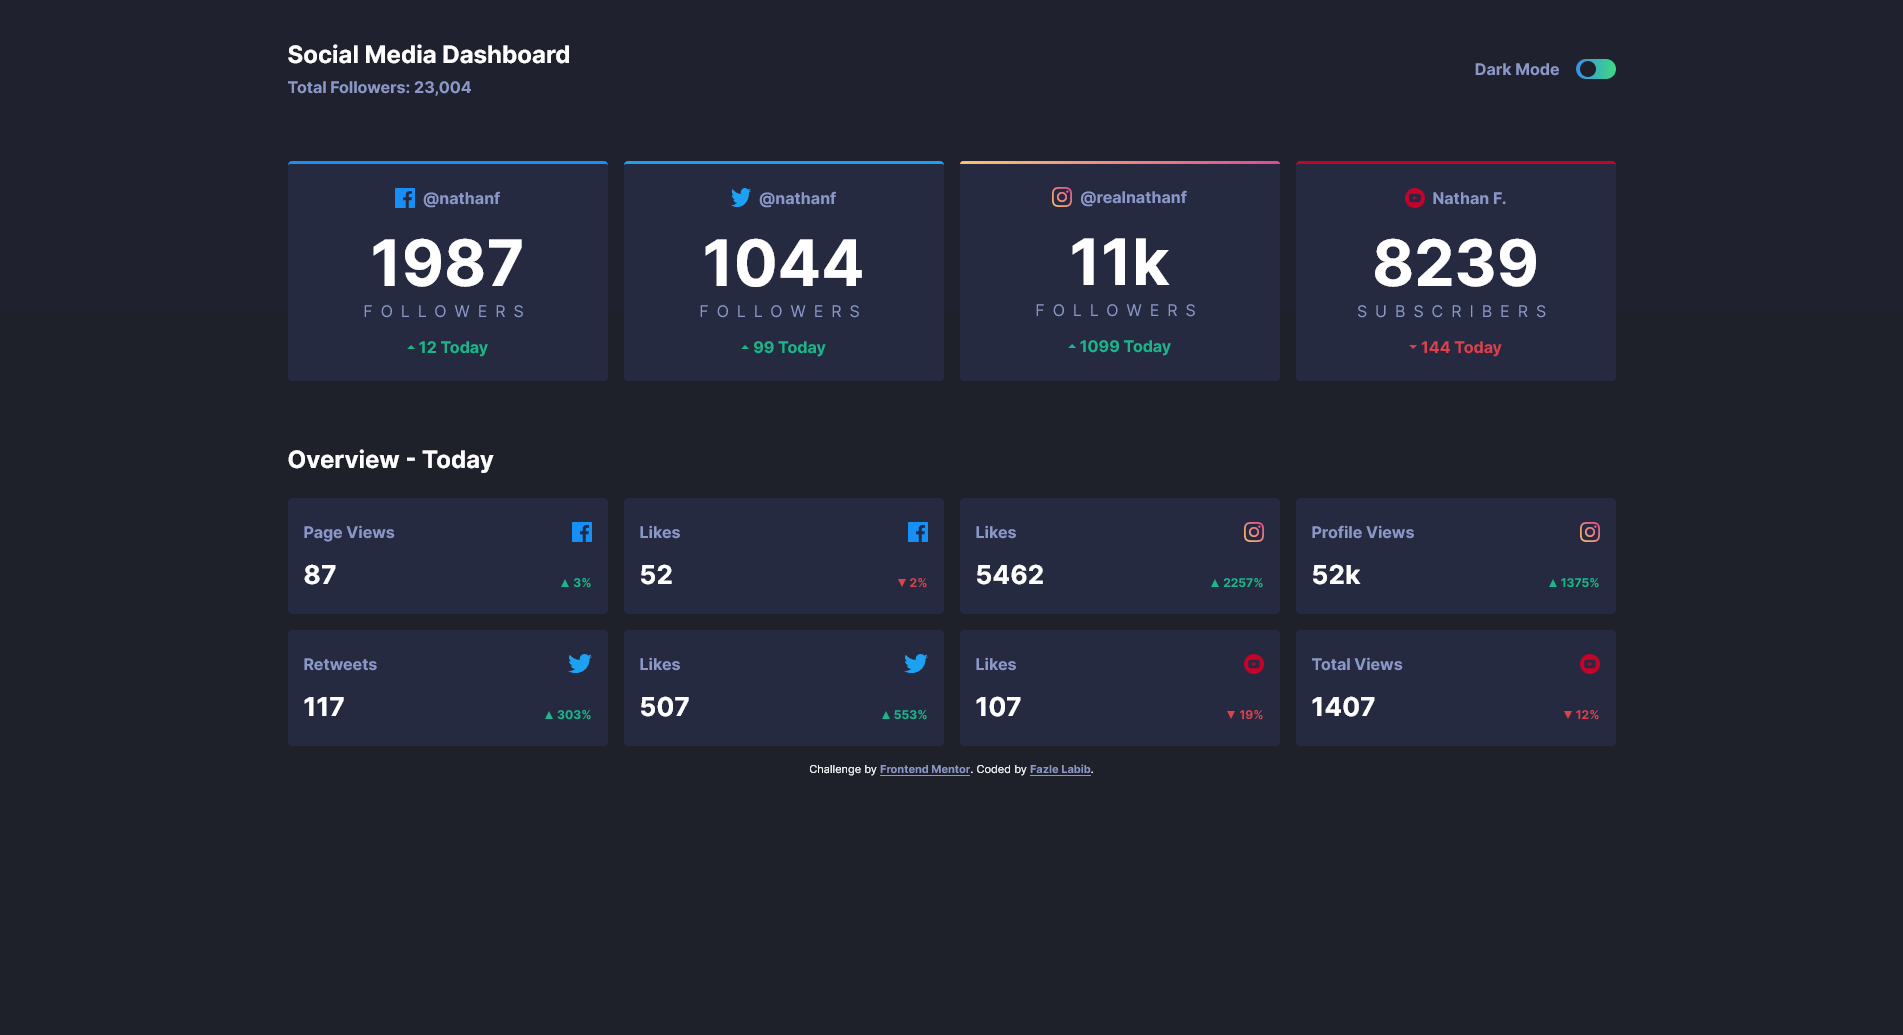 Social Media Dashboard
Total Followers: 23,004
Dark Mode
@nathanf
1987
FOLLOWERS
12 Today
@nathanf
1044
FOLLOWERS
99 Today
@realnathanf
11k
FOLLOWERS
1099 Today
Nathan F.
8239
SUBSCRIBERS
144 Today
Overview - Today
Page Views
87
3%
Likes
52
2%
Likes
5462
2257%
Profile Views
52k
1375%
Retweets
117
303%
Likes
507
553%
Likes
107
19%
Total Views
1407
12%
Challenge by Frontend Mentor. Coded by Fazle Labib.